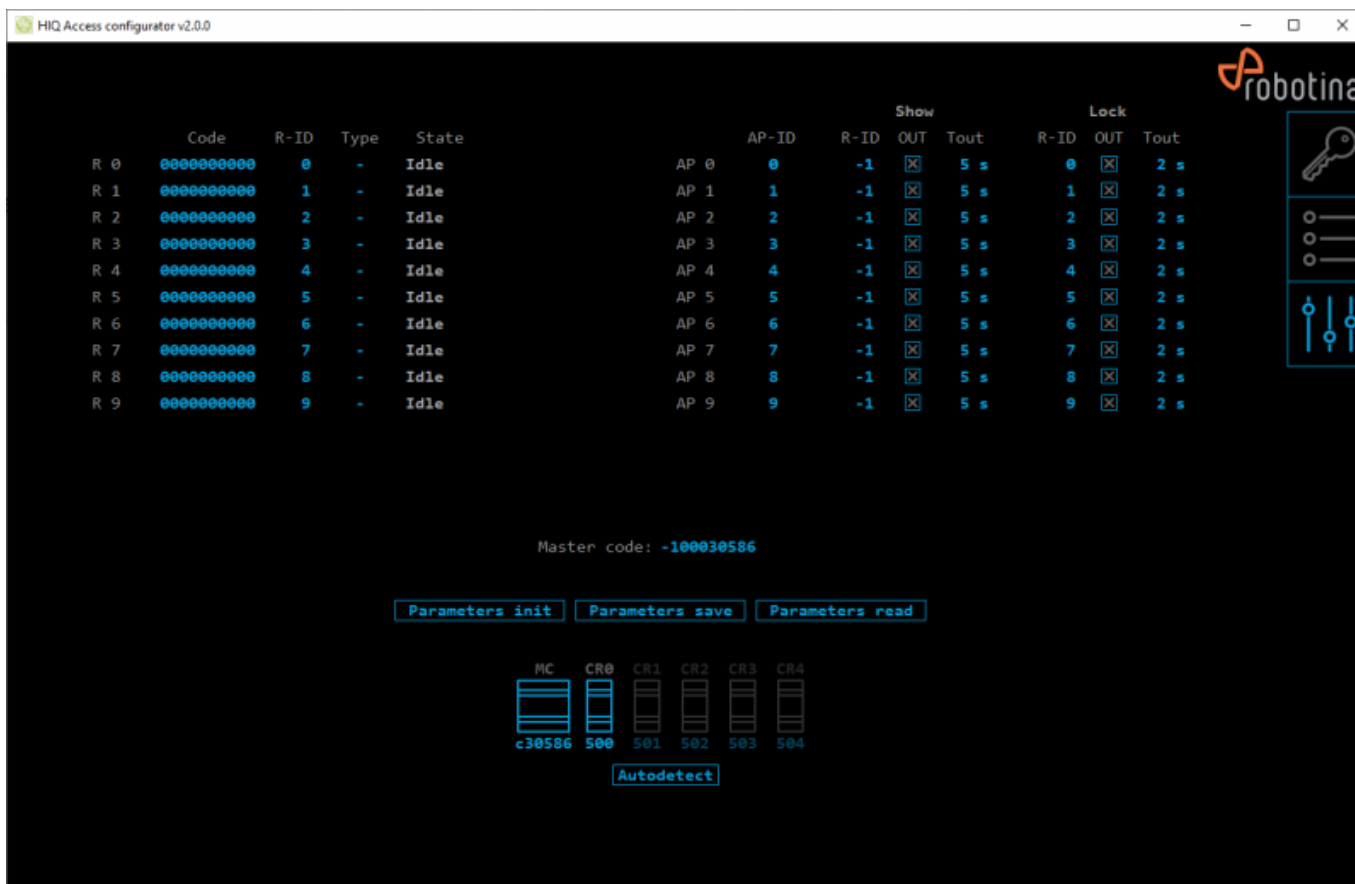 HIQ Access configurator v2.0.0
robotina
Show Lock
Code R-ID Type State AP-ID R-ID OUT Tout R-ID OUT Tout
R 0 0000000000 0 - Idle AP 0 0 -1 5 s 0 2 s
R 1 0000000000 1 - Idle AP 1 1 -1 5 s 1 2 s
R 2 0000000000 2 - Idle AP 2 2 -1 5 s 2 2 s
R 3 0000000000 3 - Idle AP 3 3 -1 5 s 3 2 s
R 4 0000000000 4 - Idle AP 4 4 -1 5 s 4 2 s
R 5 0000000000 5 - Idle AP 5 5 -1 5 s 5 2 s
R 6 0000000000 6 - Idle AP 6 6 -1 5 s 6 2 s
R 7 0000000000 7 - Idle AP 7 7 -1 5 s 7 2 s
R 8 0000000000 8 - Idle AP 8 8 -1 5 s 8 2 s
R 9 0000000000 9 - Idle AP 9 9 -1 5 s 9 2 s
Master code: -100030586
Parameters init Parameters save Parameters read
MC CR0 CR1 CR2 CR3 CR4
c30586 500 501 502 503 504
Autodetect